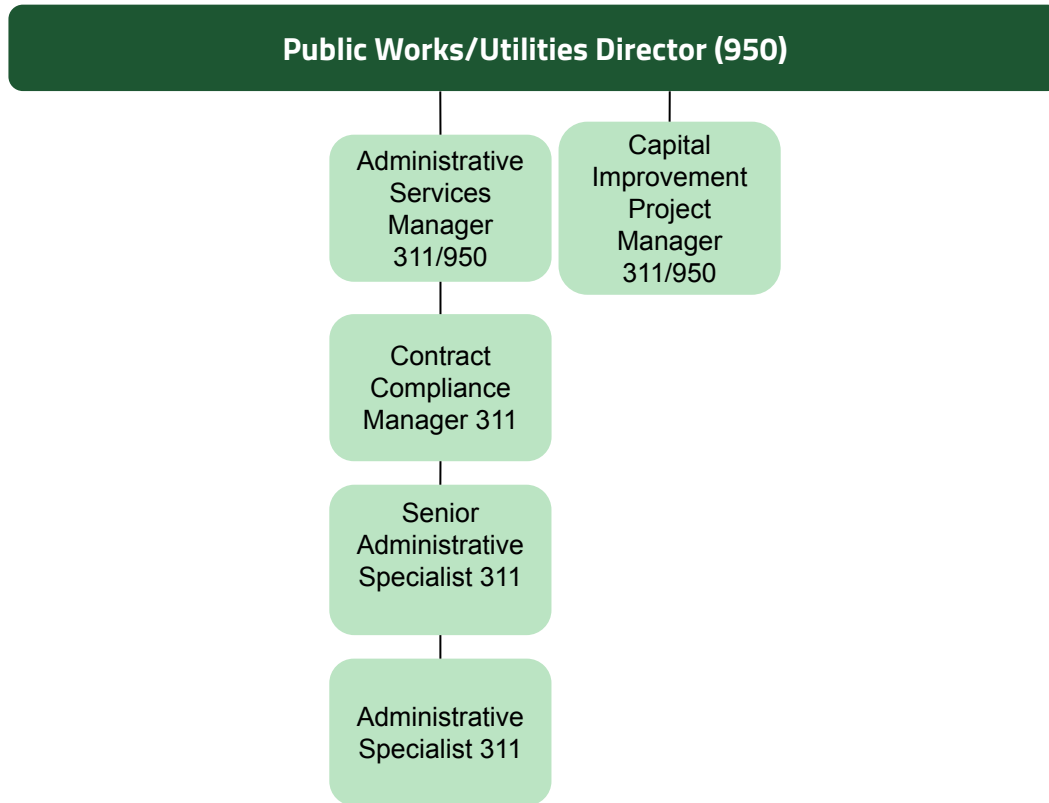 Public Works/Utilities Director (950)
Administrative
Services
Manager
311/950
Capital
Improvement
Project
Manager
311/950
Contract
Compliance
Manager 311
Senior
Administrative
Specialist 311
Administrative
Specialist 311